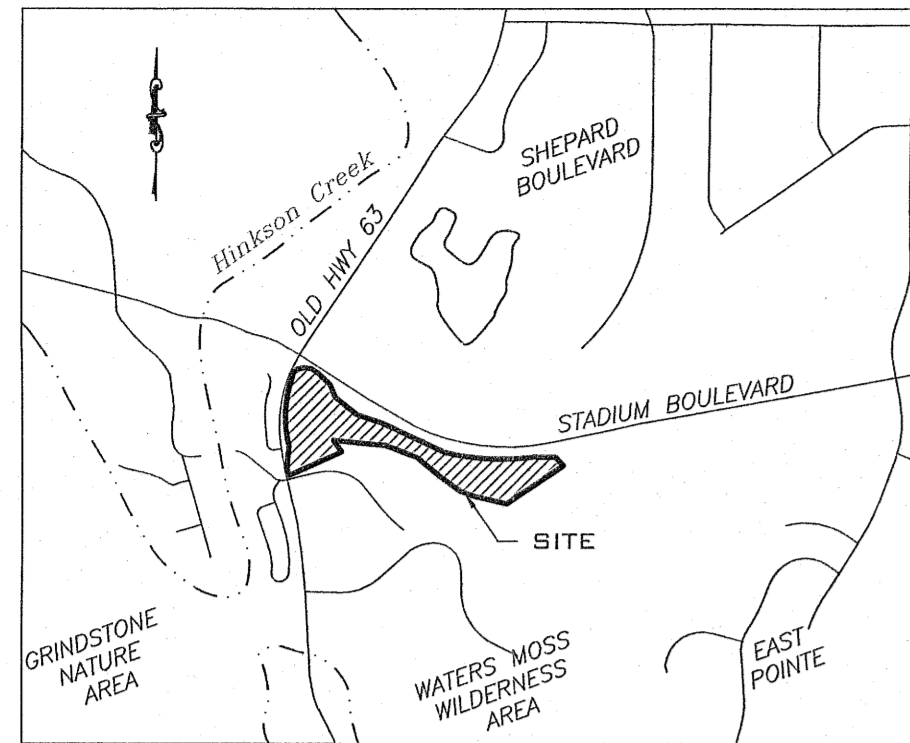 SHEPARD
BOULEVARD
Hinkson Creek
OLD HWY 63
STADIUM BOULEVARD
SITE
GRINDSTONE
NATURE
AREA
WATERS MOSS
WILDERNESS
AREA
EAST
POINTE